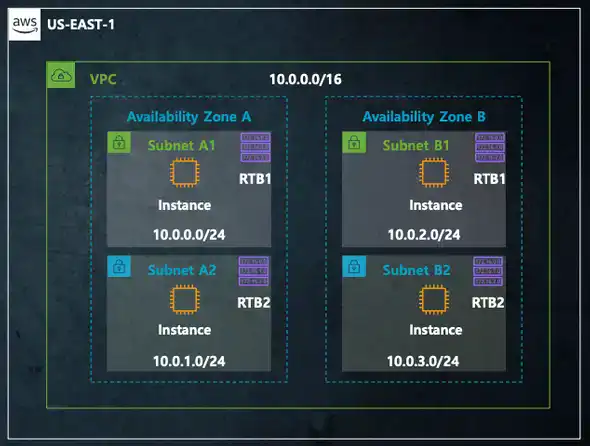 aws US-EAST-1
VPC 10.0.0.0/16
Availability Zone A
Subnet A1
RTB1
Instance
10.0.0.0/24
Subnet A2
RTB2
Instance
10.0.1.0/24
Availability Zone B
Subnet B1
RTB1
Instance
10.0.2.0/24
Subnet B2
RTB2
Instance
10.0.3.0/24